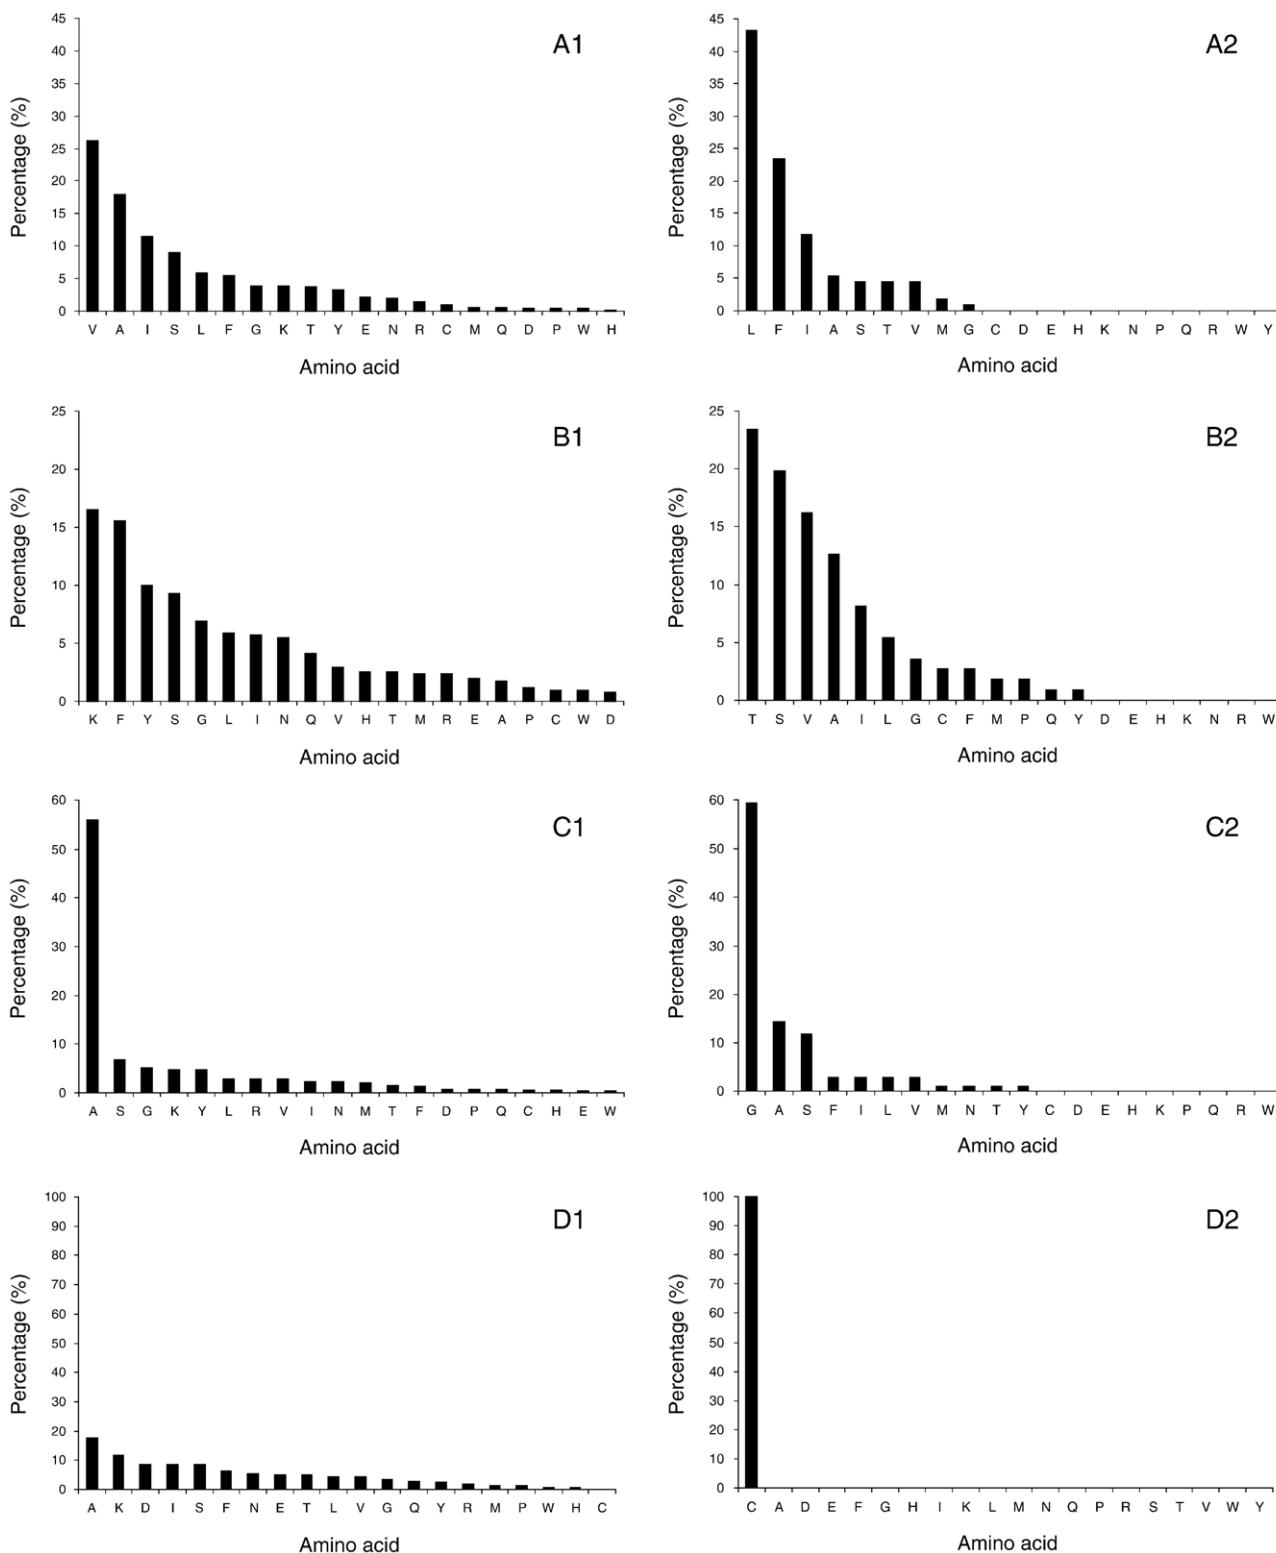 A1
Percentage (%)
45
40
35
30
25
20
15
10
5
0
V A I S L F G K T Y E N R C M Q D P W H
Amino acid
A2
Percentage (%)
45
40
35
30
25
20
15
10
5
0
L F I A S T V M G C D E H K N P Q R W Y
Amino acid
B1
Percentage (%)
25
20
15
10
5
0
K F Y S G L I N Q V H T M R E A P C W D
Amino acid
B2
Percentage (%)
25
20
15
10
5
0
T S V A I L G C F M P Q Y D E H K N R W
Amino acid
C1
Percentage (%)
60
50
40
30
20
10
0
A S G K Y L R V I N M T F D P Q C H E W
Amino acid
C2
Percentage (%)
60
50
40
30
20
10
0
G A S F I L V M N T Y C D E H K P Q R W
Amino acid
D1
Percentage (%)
100
90
80
70
60
50
40
30
20
10
0
A K D I S F N E T L V G Q Y R M P W H C
Amino acid
D2
Percentage (%)
100
90
80
70
60
50
40
30
20
10
0
C A D E F G H I K L M N Q P R S T V W Y
Amino acid